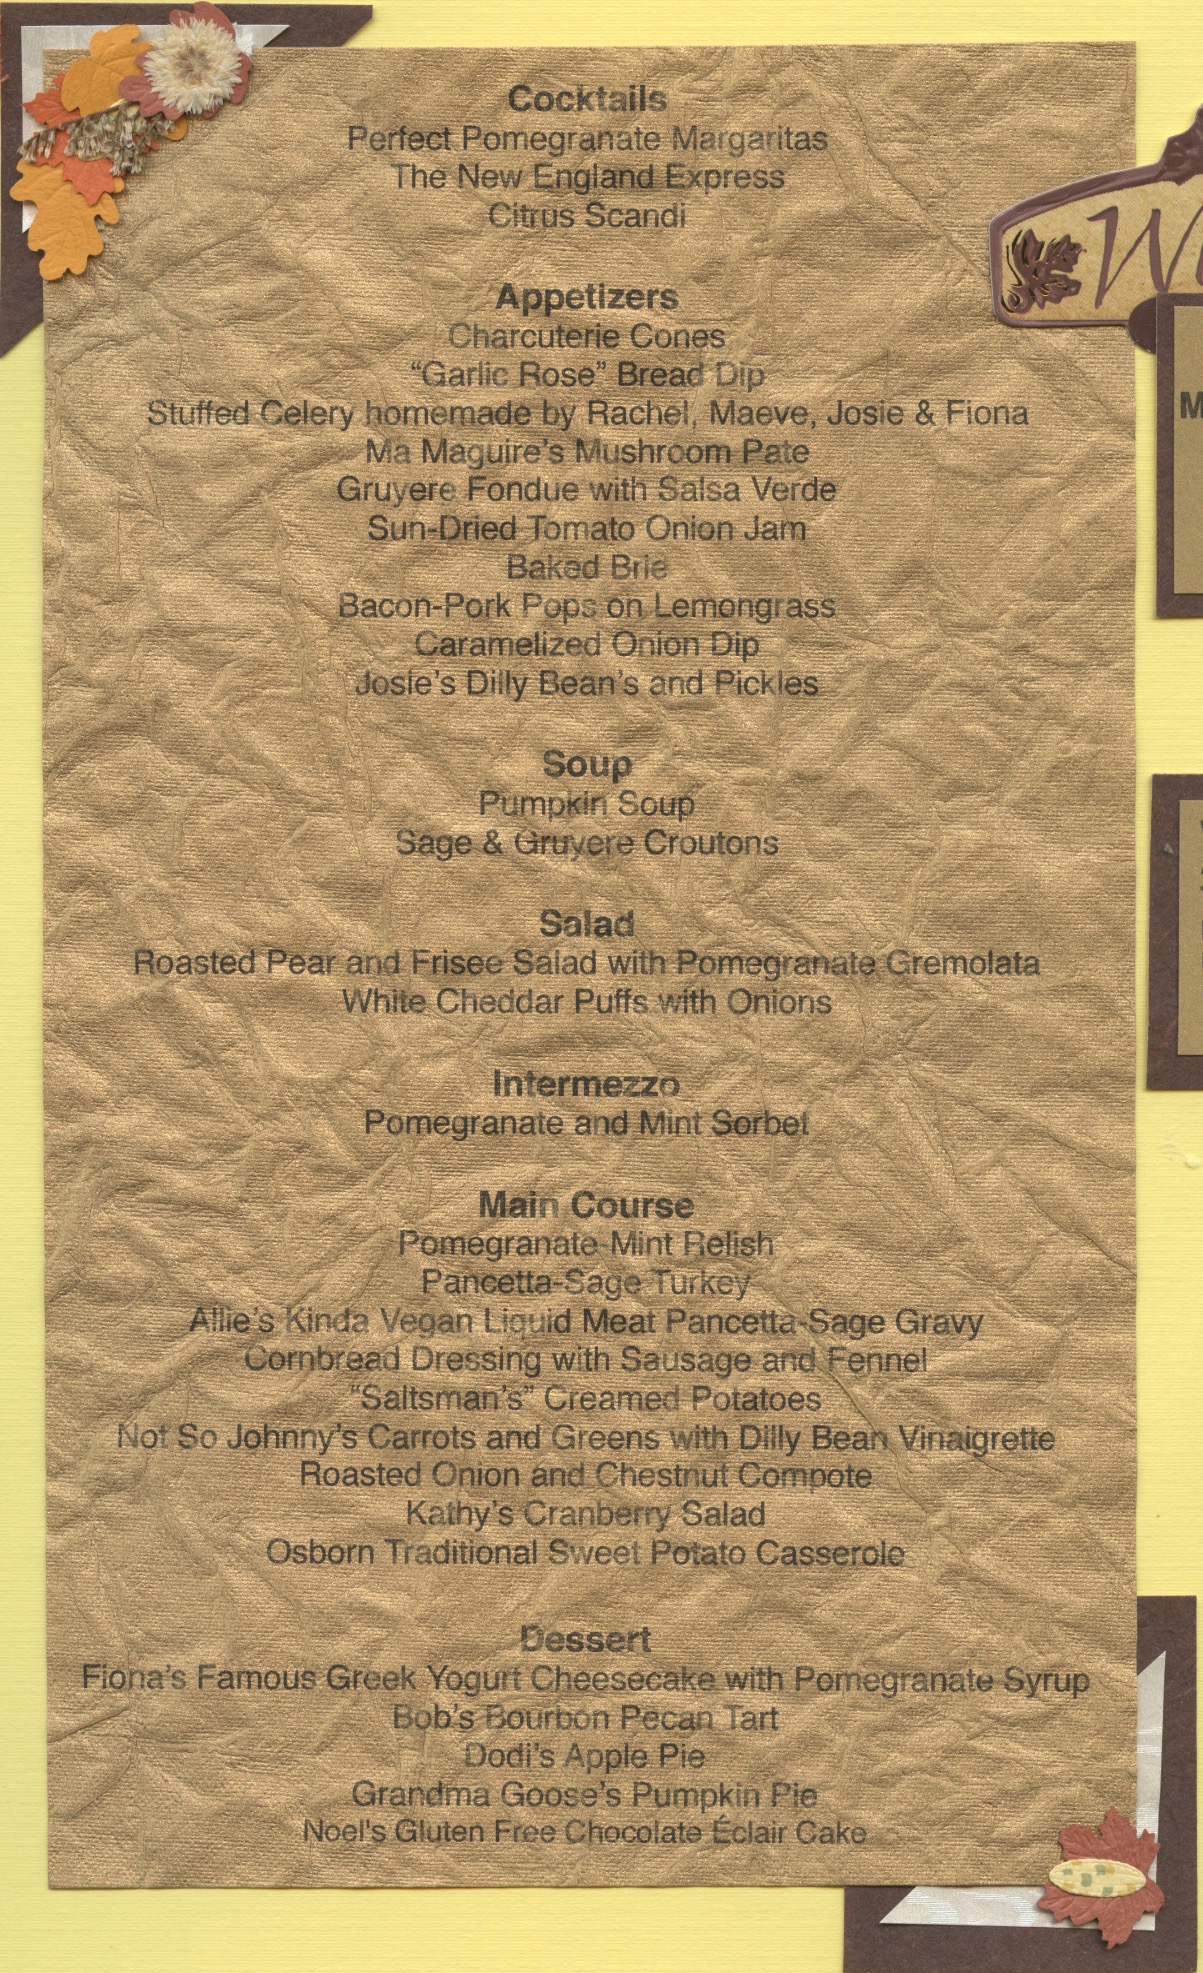 Cocktails
Perfect Pomegranate Margaritas
The New England Express
Citrus Scandi
Appetizers
Charcuterie Cones
“Garlic Rose” Bread Dip
Stuffed Celery homemade by Rachel, Maeve, Josie & Fiona
Ma Maguire’s Mushroom Pate
Gruyere Fondue with Salsa Verde
Sun-Dried Tomato Onion Jam
Baked Brie
Bacon-Pork Pops on Lemongrass
Caramelized Onion Dip
Josie’s Dilly Bean’s and Pickles
Soup
Pumpkin Soup
Sage & Gruyere Croutons
Salad
Roasted Pear and Frisee Salad with Pomegranate Gremolata
White Cheddar Puffs with Onions
Intermezzo
Pomegranate and Mint Sorbet
Main Course
Pomegranate-Mint Relish
Pancetta-Sage Turkey
Allie’s Kinda Vegan Liquid Meat Pancetta-Sage Gravy
Cornbread Dressing with Sausage and Fennel
“Saltsman’s” Creamed Potatoes
Not So Johnny’s Carrots and Greens with Dilly Bean Vinaigrette
Roasted Onion and Chestnut Compote
Kathy’s Cranberry Salad
Osborn Traditional Sweet Potato Casserole
Dessert
Fiona’s Famous Greek Yogurt Cheesecake with Pomegranate Syrup
Bob’s Bourbon Pecan Tart
Dodi’s Apple Pie
Grandma Goose’s Pumpkin Pie
Noel's Gluten Free Chocolate Éclair Cake